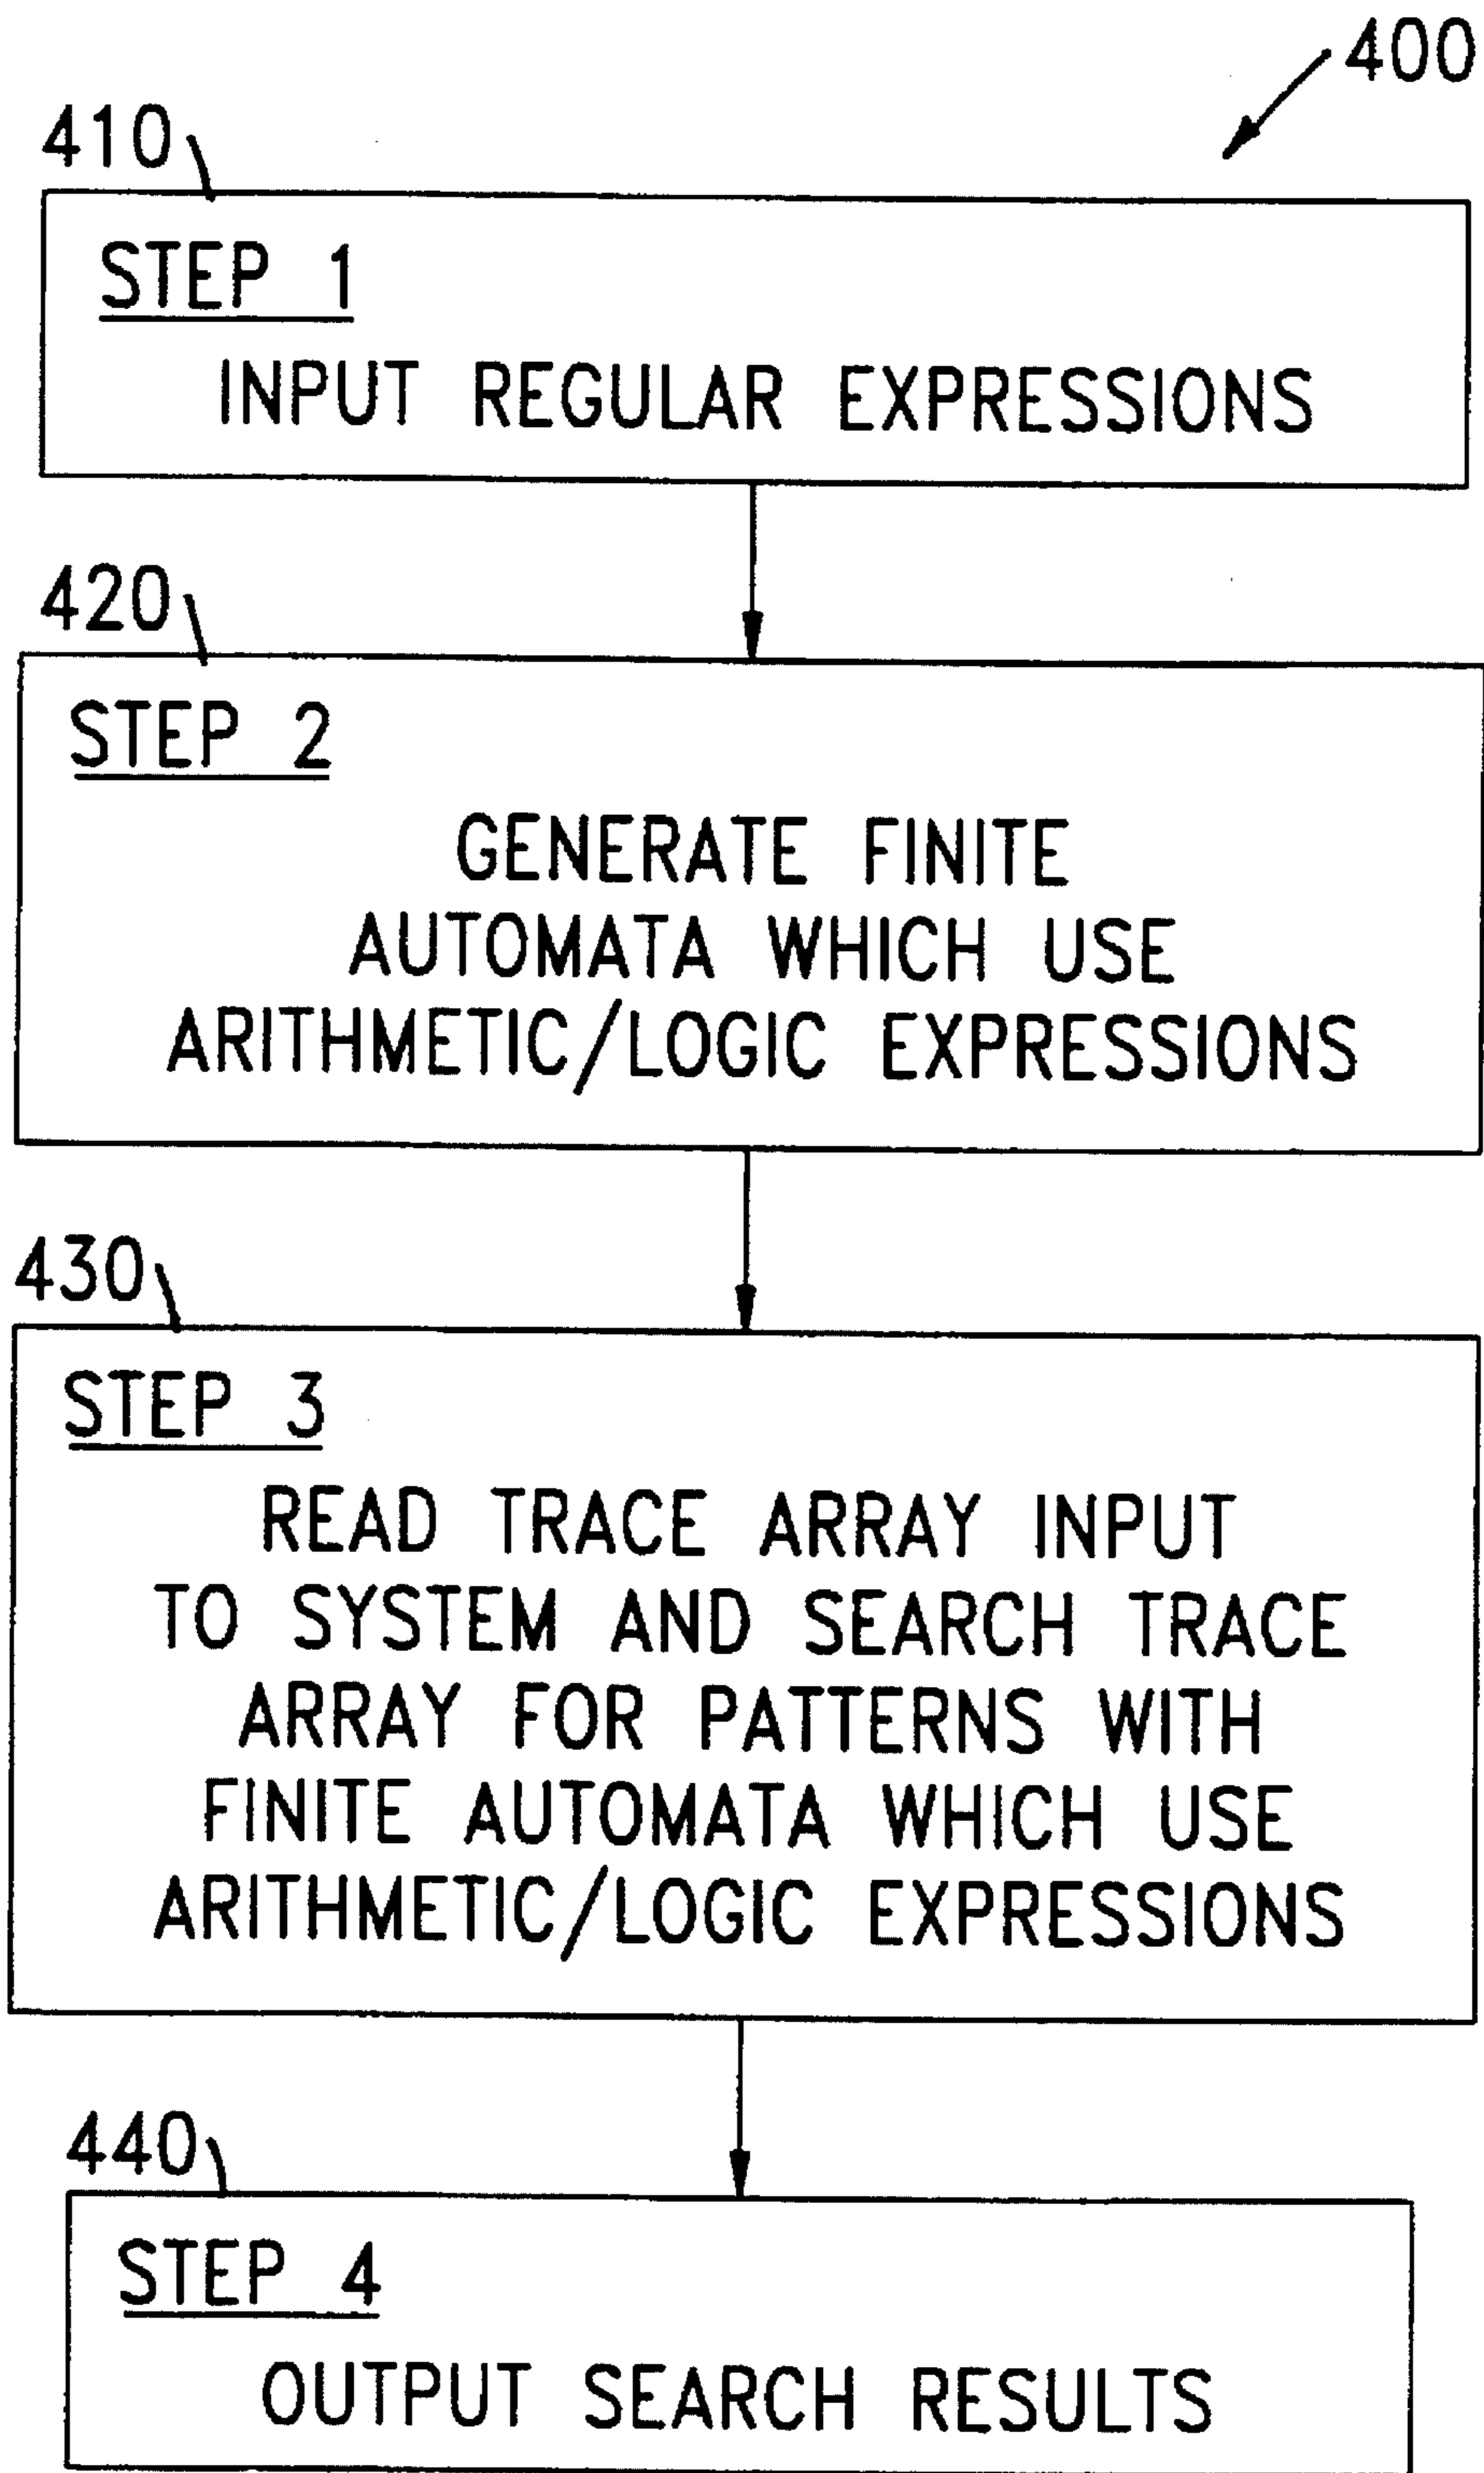 400
410
STEP 1
INPUT REGULAR EXPRESSIONS
420
STEP 2
GENERATE FINITE
AUTOMATA WHICH USE
ARITHMETIC/LOGIC EXPRESSIONS
430
STEP 3
READ TRACE ARRAY INPUT
TO SYSTEM AND SEARCH TRACE
ARRAY FOR PATTERNS WITH
FINITE AUTOMATA WHICH USE
ARITHMETIC/LOGIC EXPRESSIONS
440
STEP 4
OUTPUT SEARCH RESULTS